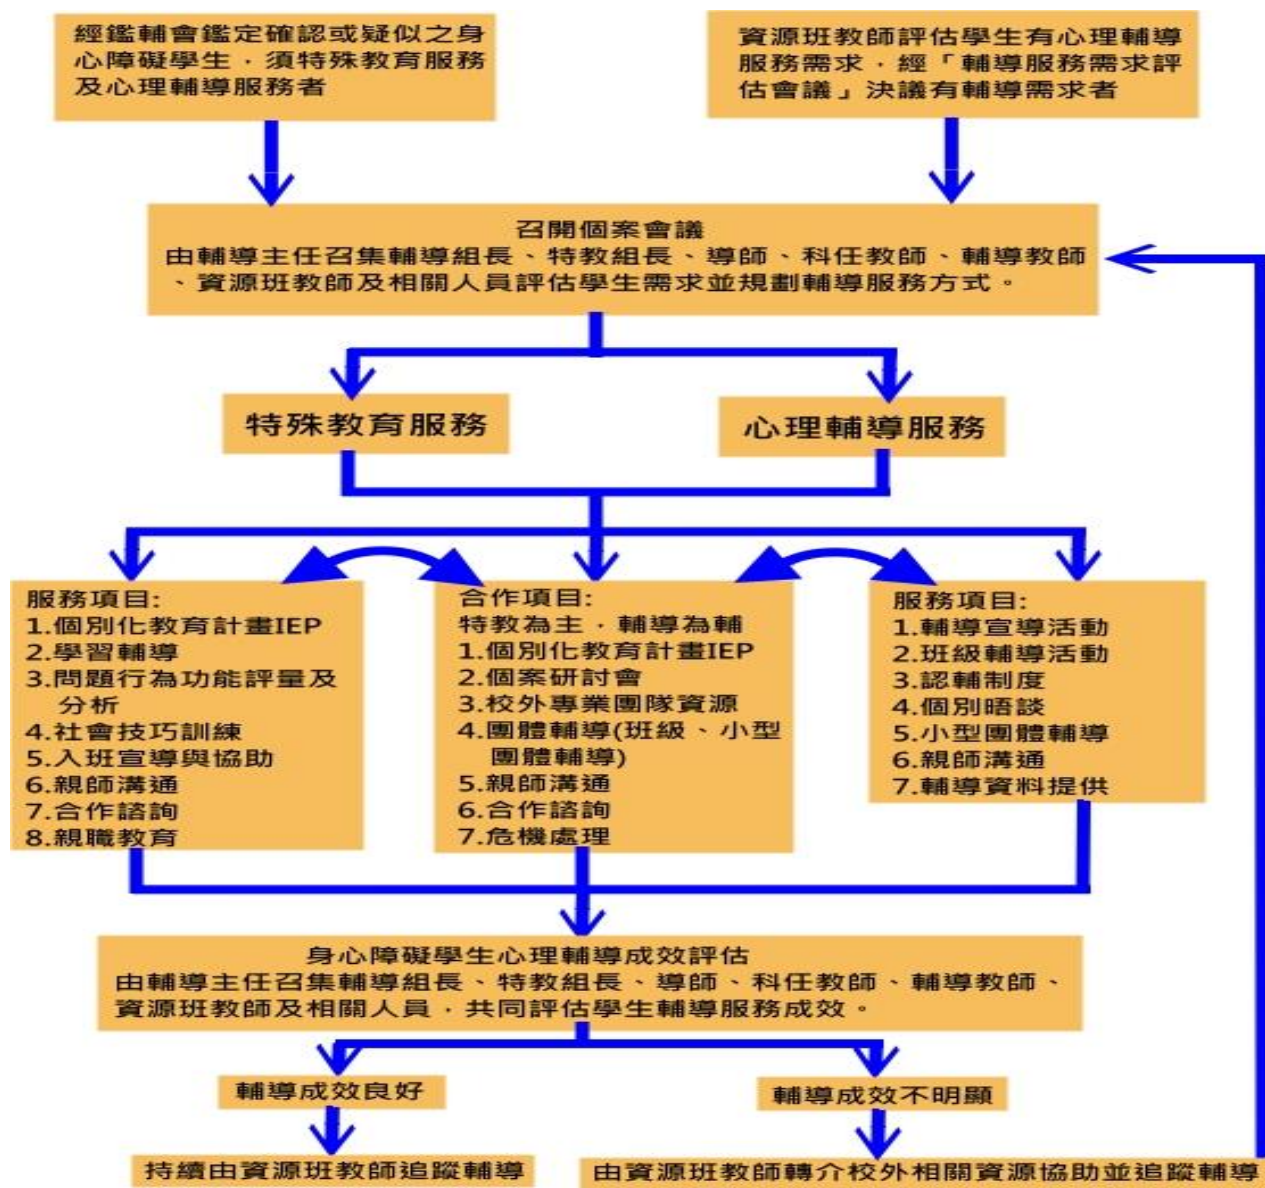 經鑑輔會鑑定確認或疑似之身
心障礙學生，須特殊教育服務
及心理輔導服務者
資源班教師評估學生有心理輔導
服務需求，經「輔導服務需求評
估會議」決議有輔導需求者
召開個案會議
由輔導主任召集輔導組長、特教組長、導師、科任教師、輔導教師
、資源班教師及相關人員評估學生需求並規劃輔導服務方式。
特殊教育服務
心理輔導服務
服務項目:
1.個別化教育計畫IEP
2.學習輔導
3.問題行為功能評量及
分析
4.社會技巧訓練
5.入班宣導與協助
6.親師溝通
7.合作諮詢
8.親職教育
合作項目:
特教為主，輔導為輔
1.個別化教育計畫IEP
2.個案研討會
3.校外專業團隊資源
4.團體輔導(班級、小型
團體輔導)
5.親師溝通
6.合作諮詢
7.危機處理
服務項目:
1.輔導宣導活動
2.班級輔導活動
3.認輔制度
4.個別晤談
5.小型團體輔導
6.親師溝通
7.輔導資料提供
身心障礙學生心理輔導成效評估
由輔導主任召集輔導組長、特教組長、導師、科任教師、輔導教師、
資源班教師及相關人員，共同評估學生輔導服務成效。
輔導成效良好
輔導成效不明顯
持續由資源班教師追蹤輔導
由資源班教師轉介校外相關資源協助並追蹤輔導